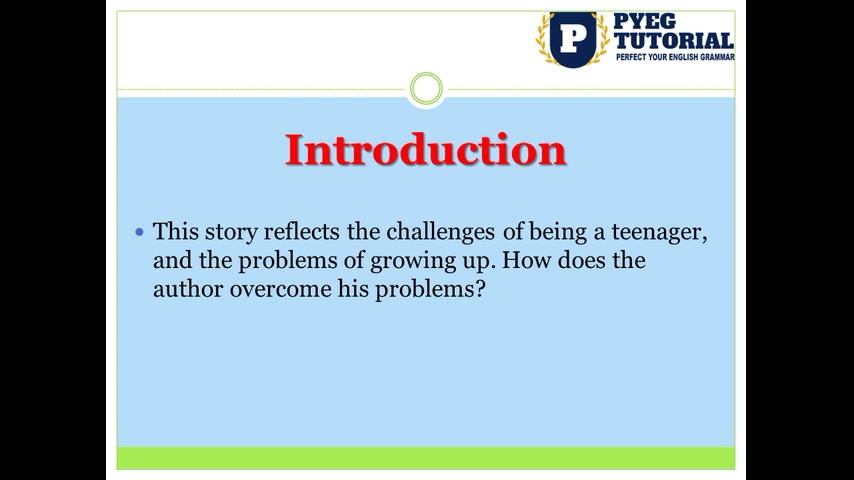 P
PYEG
TUTORIAL
PERFECT YOUR ENGLISH GRAMMAR
Introduction
This story reflects the challenges of being a teenager,
and the problems of growing up. How does the
author overcome his problems?